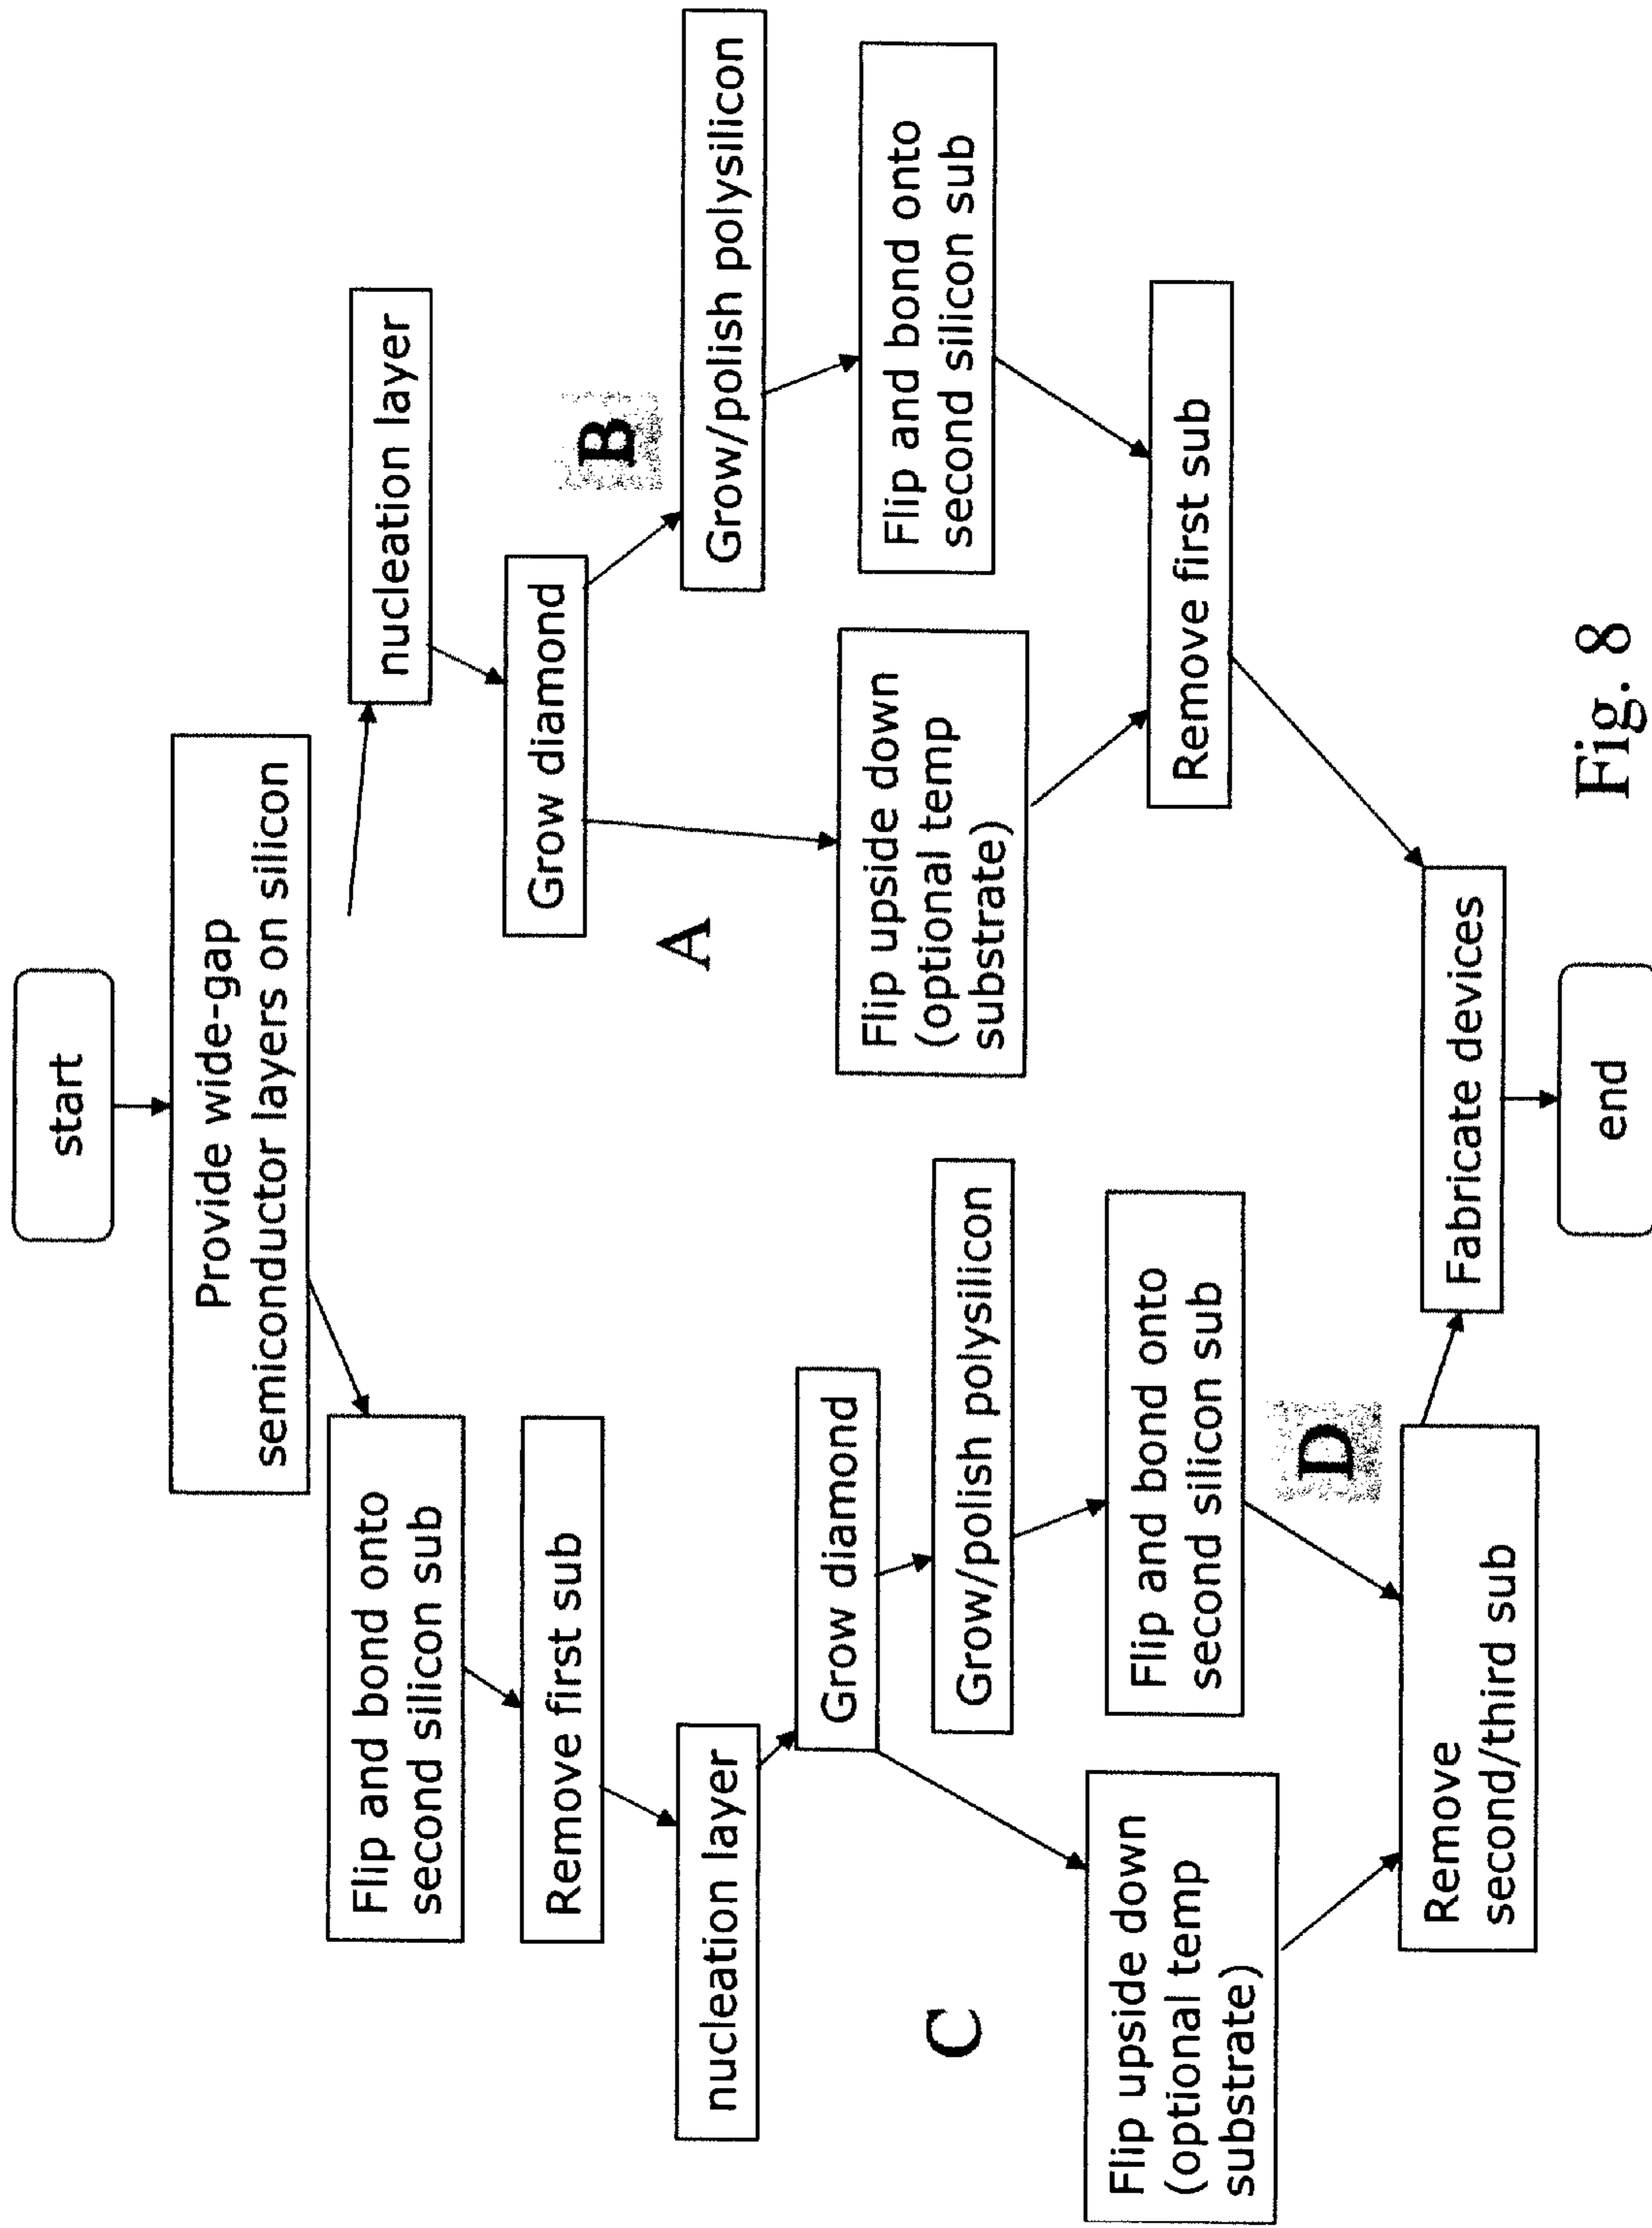 start
Provide wide-gap
semiconductor layers on silicon
Flip and bond onto
second silicon sub
Remove first sub
nucleation layer
Grow diamond
C
Flip upside down
(optional temp
substrate)
Grow/polish polysilicon
Flip and bond onto
second silicon sub
D
Remove
second/third sub
nucleation layer
Grow diamond
A
Flip upside down
(optional temp
substrate)
B
Grow/polish polysilicon
Flip and bond onto
second silicon sub
Remove first sub
Fabricate devices
end
Fig. 8